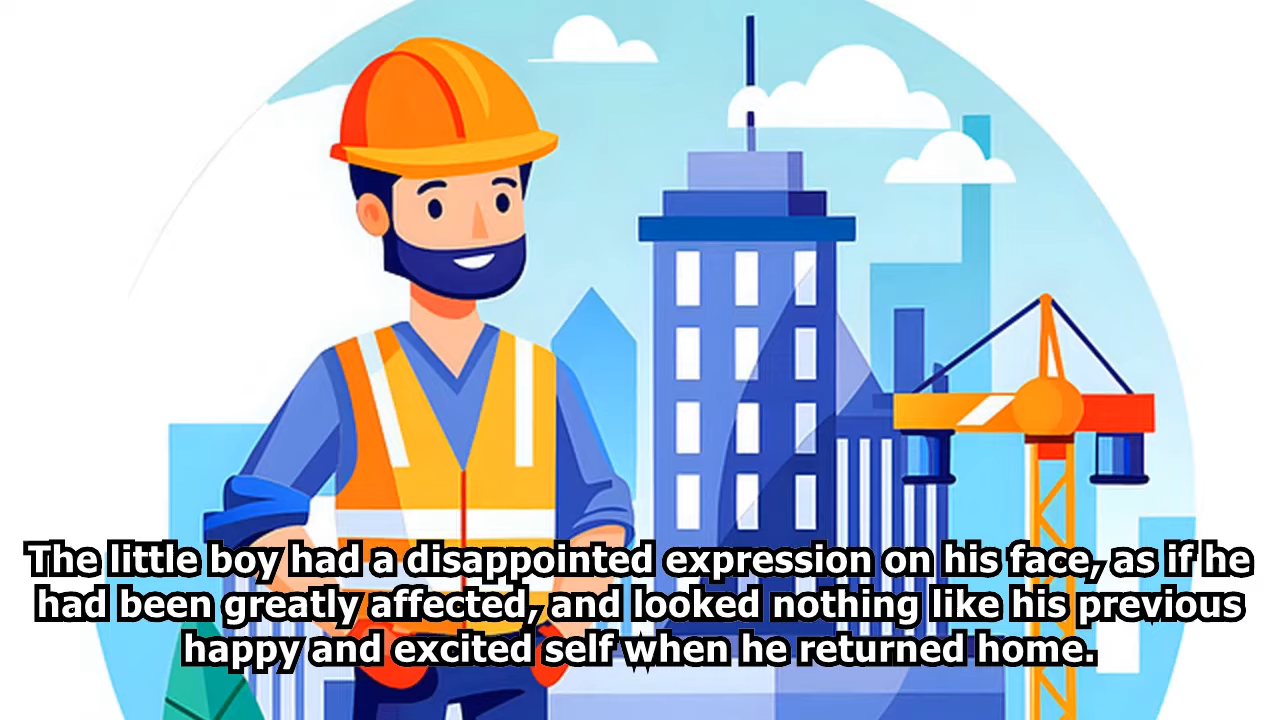 The little boy had a disappointed expression on his face, as if he
had been greatly affected, and looked nothing like his previous
happy and excited self when he returned home.